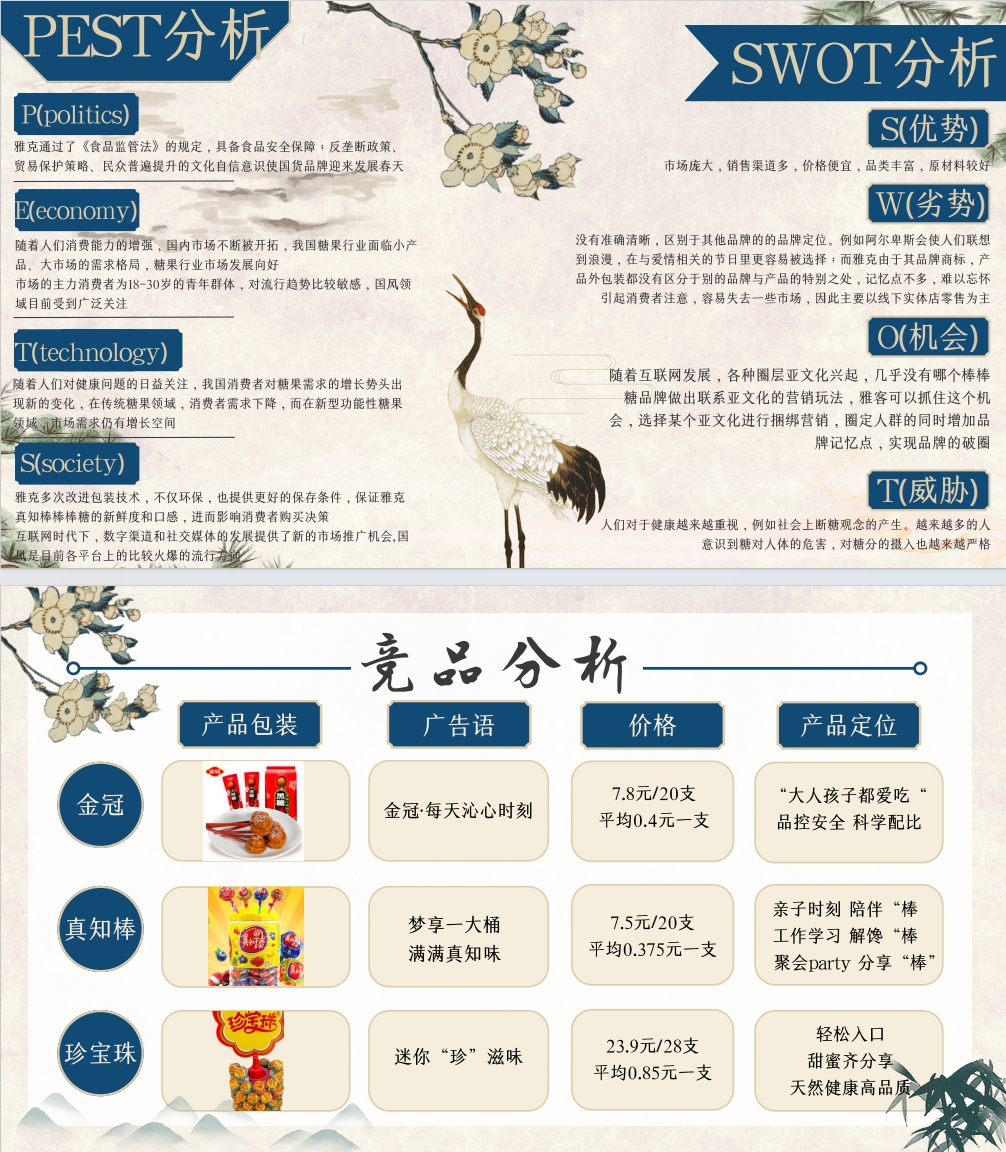 PEST分析
P(politics)
雅克通过了《食品监管法》的规定，具备食品安全保障；反垄断政策、
贸易保护策略、民众普遍提升的文化自信意识使国货品牌迎来发展春天
E(economy)
随着人们消费能力的增强，国内市场不断被开拓，我国糖果行业面临小产
品、大市场的需求格局，糖果行业市场发展向好
市场的主力消费者为18-30岁的青年群体，对流行趋势比较敏感，国风领
域目前受到广泛关注
T(technology)
随着人们对健康问题的日益关注，我国消费者对糖果需求的增长势头出
现新的变化，在传统糖果领域，消费者需求下降，而在新型功能性糖果
领域，市场需求仍有增长空间
S(society)
雅克多次改进包装技术，不仅环保，也提供更好的保存条件，保证雅克
真知棒棒棒糖的新鲜度和口感，进而影响消费者购买决策
互联网时代下，数字渠道和社交媒体的发展提供了新的市场推广机会,国
风是目前各平台上的比较火爆的流行方向
SWOT分析
S(优势)
市场庞大，销售渠道多，价格便宜，品类丰富，原材料较好
W(劣势)
没有准确清晰，区别于其他品牌的的品牌定位。例如阿尔卑斯会使人们联想
到浪漫，在与爱情相关的节日里更容易被选择；而雅克由于其品牌商标，产
品外包装都没有区分于别的品牌与产品的特别之处，记忆点不多，难以忘怀
引起消费者注意，容易失去一些市场，因此主要以线下实体店零售为主
O(机会)
随着互联网发展，各种圈层亚文化兴起，几乎没有哪个棒棒
糖品牌做出联系亚文化的营销玩法，雅客可以抓住这个机
会，选择某个亚文化进行捆绑营销，圈定人群的同时增加品
牌记忆点，实现品牌的破圈
T(威胁)
人们对于健康越来越重视，例如社会上断糖观念的产生。越来越多的人
意识到糖对人体的危害，对糖分的摄入也越来越严格
竞品分析
产品包装
广告语
价格
产品定位
金冠
黑糖
金冠·每天沁心时刻
7.8元/20支
平均0.4元一支
“大人孩子都爱吃“
品控安全 科学配比
真知棒
真知棒
梦享一大桶
满满真知味
7.5元/20支
平均0.375元一支
亲子时刻 陪伴“棒
工作学习 解馋“棒
聚会party 分享“棒”
珍宝珠
珍宝珠
迷你“珍”滋味
23.9元/28支
平均0.85元一支
轻松入口
甜蜜齐分享
天然健康高品质